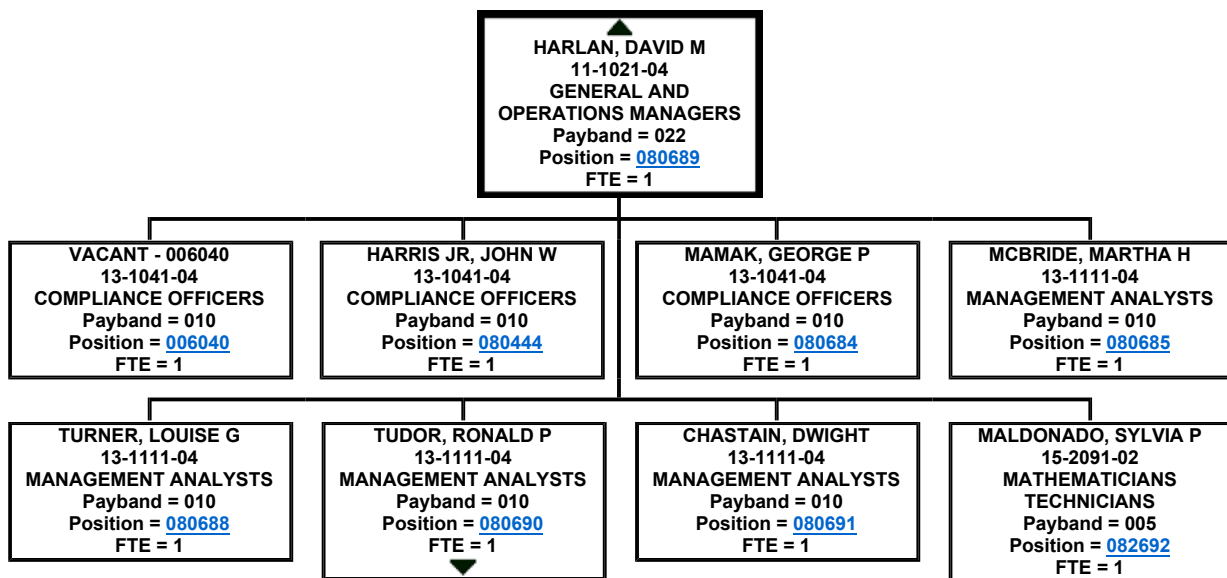 HARLAN, DAVID M
11-1021-04
GENERAL AND
OPERATIONS MANAGERS
Payband = 022
Position = 080689
FTE = 1
VACANT - 006040
13-1041-04
COMPLIANCE OFFICERS
Payband = 010
Position = 006040
FTE = 1
HARRIS JR, JOHN W
13-1041-04
COMPLIANCE OFFICERS
Payband = 010
Position = 080444
FTE = 1
MAMAK, GEORGE P
13-1041-04
COMPLIANCE OFFICERS
Payband = 010
Position = 080684
FTE = 1
MCBRIDE, MARTHA H
13-1111-04
MANAGEMENT ANALYSTS
Payband = 010
Position = 080685
FTE = 1
TURNER, LOUISE G
13-1111-04
MANAGEMENT ANALYSTS
Payband = 010
Position = 080688
FTE = 1
TUDOR, RONALD P
13-1111-04
MANAGEMENT ANALYSTS
Payband = 010
Position = 080690
FTE = 1
CHASTAIN, DWIGHT
13-1111-04
MANAGEMENT ANALYSTS
Payband = 010
Position = 080691
FTE = 1
MALDONADO, SYLVIA P
15-2091-02
MATHEMATICIANS
TECHNICIANS
Payband = 005
Position = 082692
FTE = 1